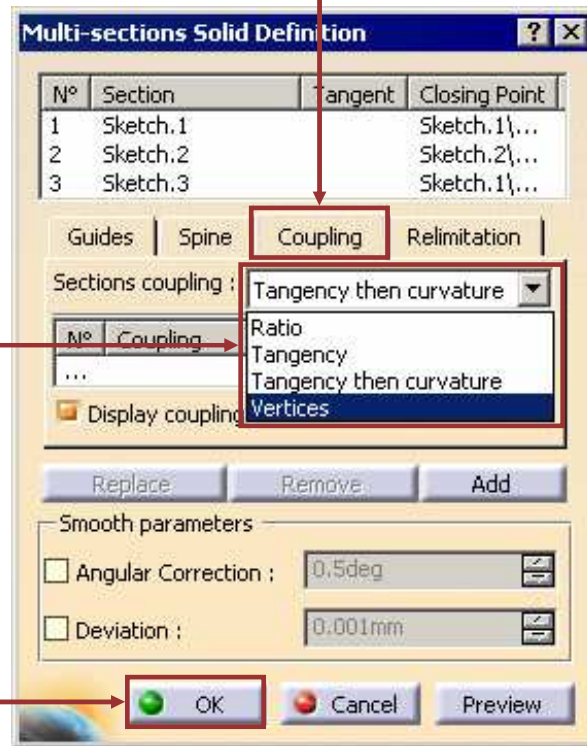 Multi-sections Solid Definition ? X
N° Section Tangent Closing Point
1 Sketch.1 Sketch.1\...
2 Sketch.2 Sketch.2\...
3 Sketch.3 Sketch.1\...
Guides Spine Coupling Relimitation
Sections coupling : Tangency then curvature
N° Coupling
Ratio
...
Tangency
Tangency then curvature
Display coupling
Vertices
Replace Remove Add
Smooth parameters
Angular Correction : 0.5deg
Deviation : 0.001mm
OK Cancel Preview